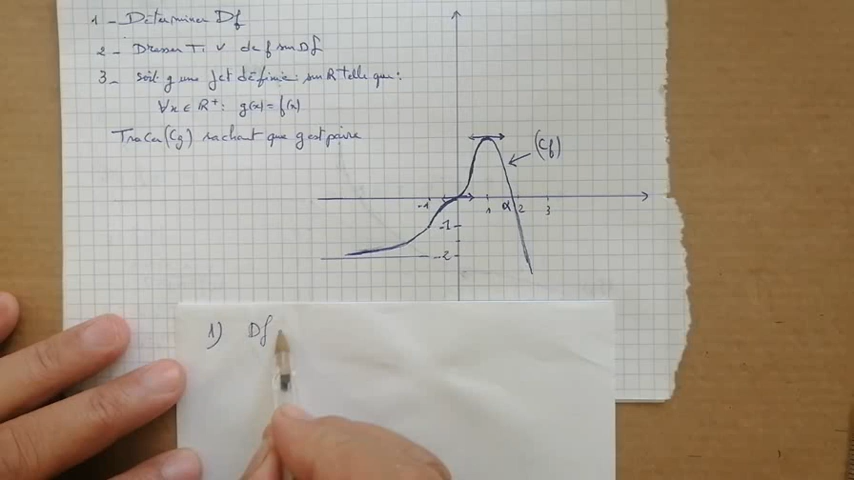 1 - Déterminer Df
2 - Dresser T. V de f sur Df
3 - Soit g une fct définie sur R telle que :
∀x ∈ R⁺ : g(x) = f(x)
Tracer (Cg) sachant que g est paire
(Cf)
-1 1 α 2 3
-1
-2
1) Df